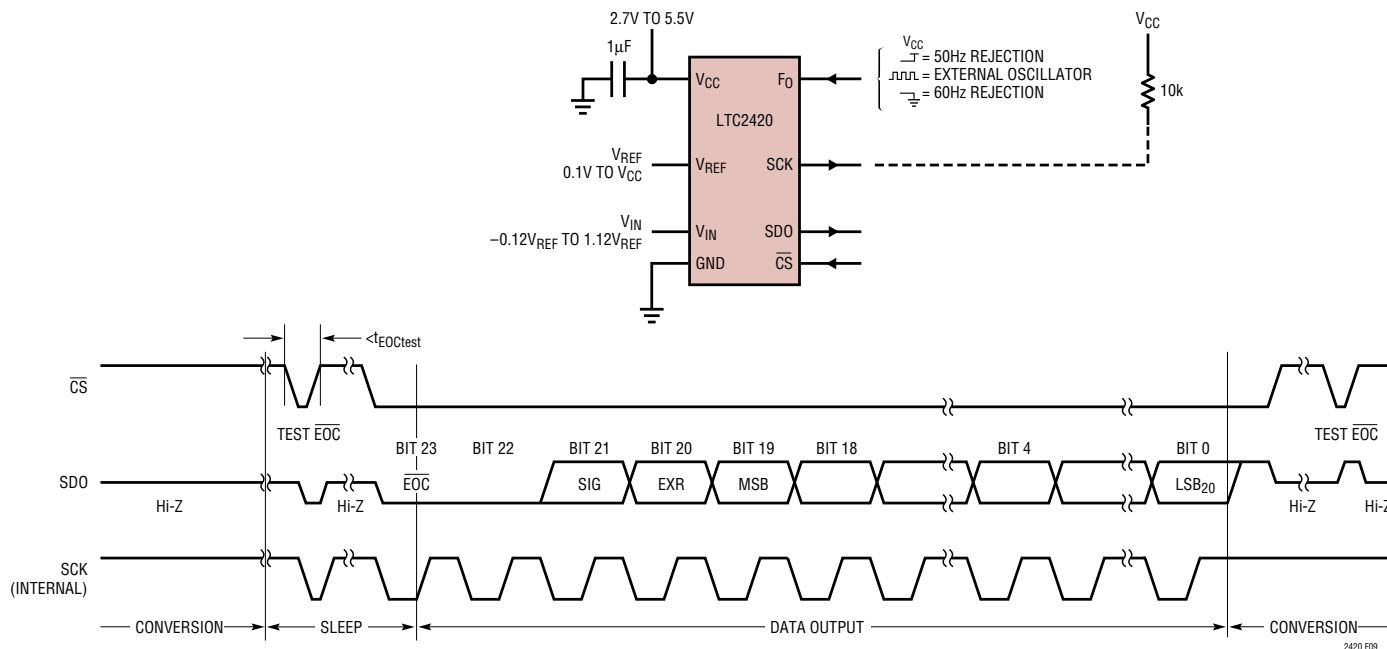 2.7V TO 5.5V
1µF
VCC
VCC
FO
LTC2420
VREF
0.1V TO VCC
VREF
SCK
VIN
–0.12VREF TO 1.12VREF
VIN
SDO
GND
CS
VCC
= 50Hz REJECTION
= EXTERNAL OSCILLATOR
= 60Hz REJECTION
10k
<tEOCtest
CS
TEST EOC
TEST EOC
BIT 23
BIT 22
BIT 21
BIT 20
BIT 19
BIT 18
BIT 4
BIT 0
SDO
EOC
SIG
EXR
MSB
LSB20
Hi-Z
Hi-Z
Hi-Z
Hi-Z
SCK
(INTERNAL)
CONVERSION
SLEEP
DATA OUTPUT
CONVERSION
2420 F09